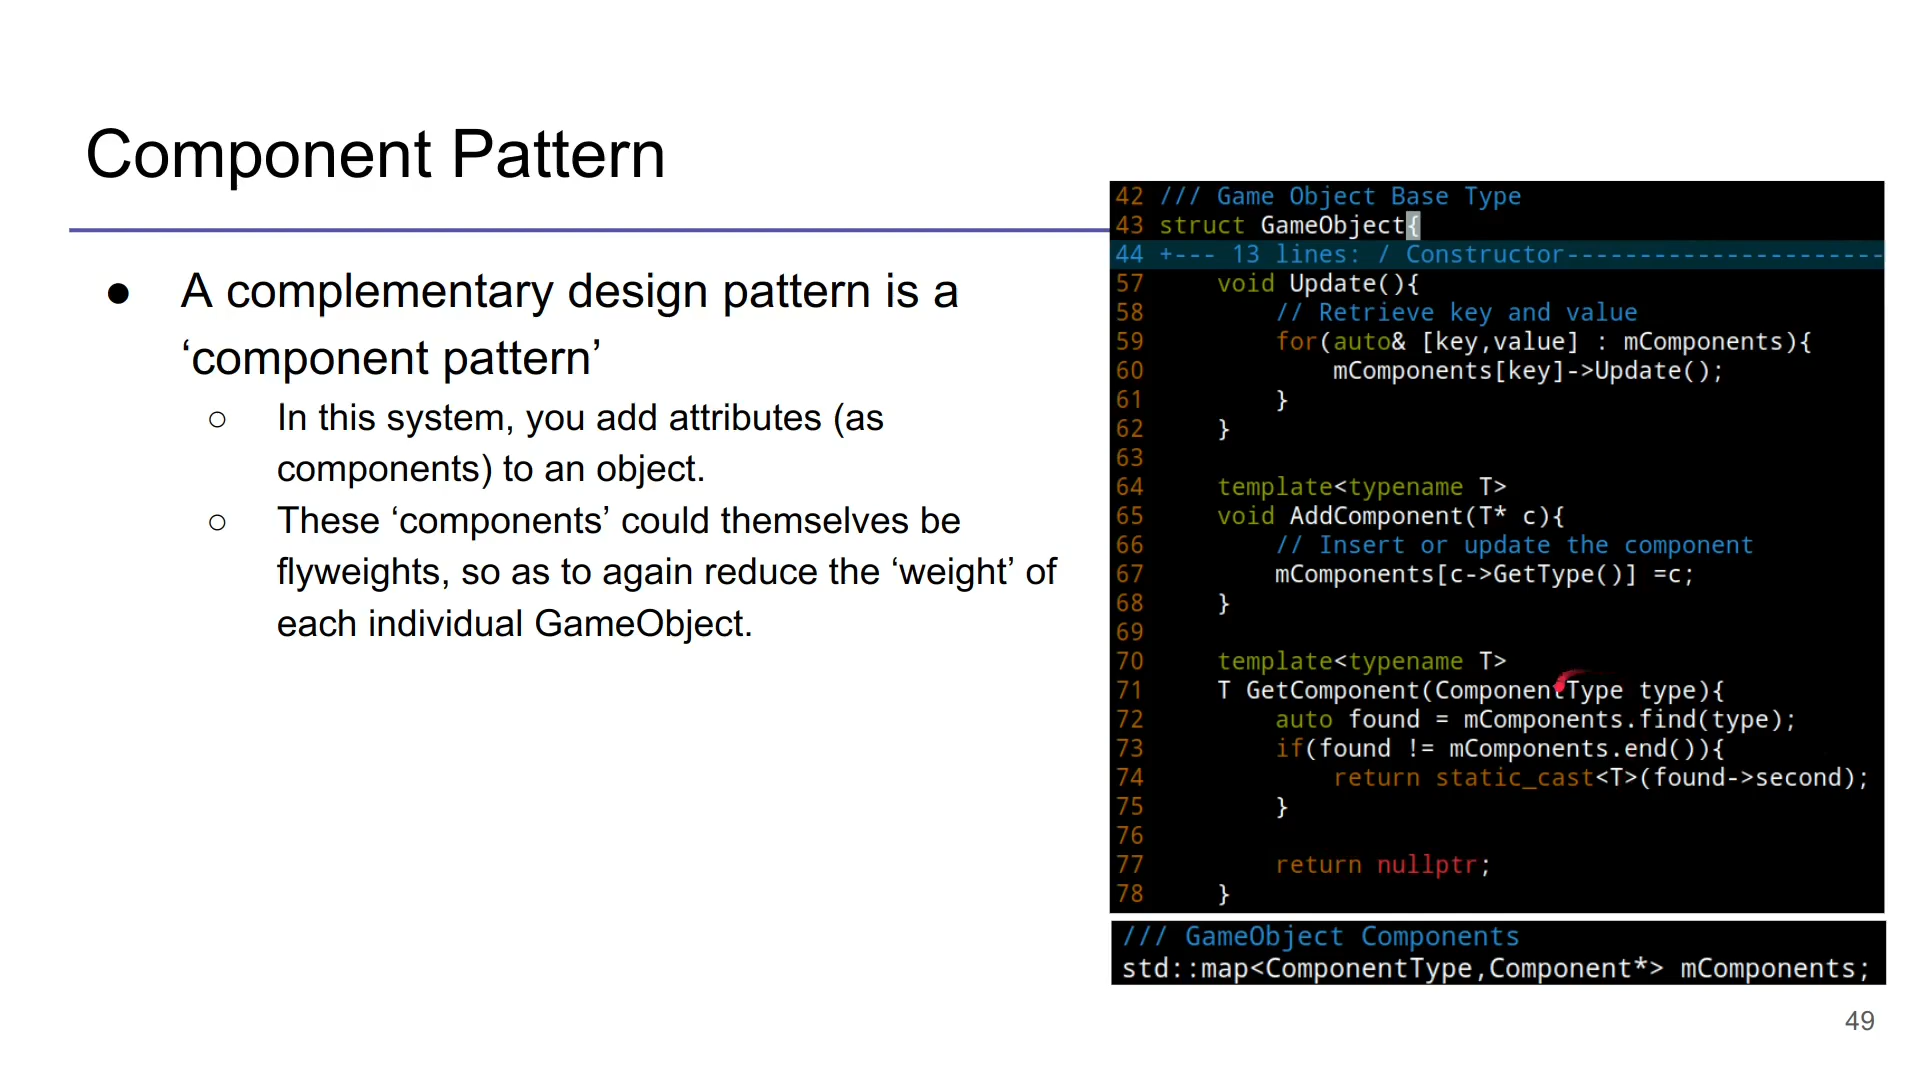 Component Pattern
● A complementary design pattern is a
‘component pattern’
○ In this system, you add attributes (as
components) to an object.
○ These ‘components’ could themselves be
flyweights, so as to again reduce the ‘weight’ of
each individual GameObject.
42 /// Game Object Base Type
43 struct GameObject{
44 +--- 13 lines: / Constructor----------------------
57     void Update(){
58         // Retrieve key and value
59         for(auto& [key,value] : mComponents){
60             mComponents[key]->Update();
61         }
62     }
63
64     template<typename T>
65     void AddComponent(T* c){
66         // Insert or update the component
67         mComponents[c->GetType()] =c;
68     }
69
70     template<typename T>
71     T GetComponent(ComponentType type){
72         auto found = mComponents.find(type);
73         if(found != mComponents.end()){
74             return static_cast<T>(found->second);
75         }
76
77         return nullptr;
78     }
/// GameObject Components
std::map<ComponentType,Component*> mComponents;
49